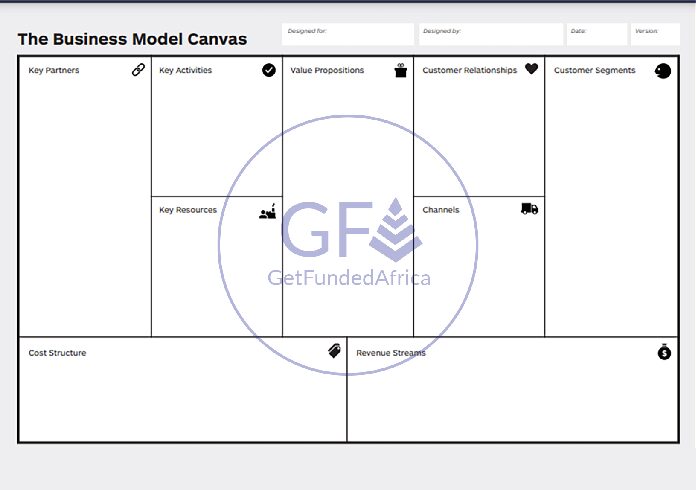 The Business Model Canvas
Designed for:
Designed by:
Date:
Version:
Key Partners
Key Activities
Value Propositions
Customer Relationships
Customer Segments
Key Resources
Channels
GF
GetFundedAfrica
Cost Structure
Revenue Streams
$